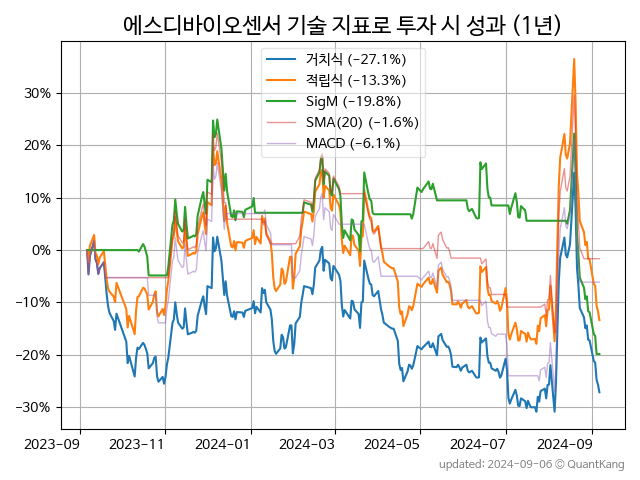 에스디바이오센서 기술 지표로 투자 시 성과 (1년)
거치식 (−27.1%)
적립식 (−13.3%)
SigM (−19.8%)
SMA(20) (−1.6%)
MACD (−6.1%)
30%
20%
10%
0%
−10%
−20%
−30%
2023-09 2023-11 2024-01 2024-03 2024-05 2024-07 2024-09
updated: 2024-09-06 ⓒ QuantKang